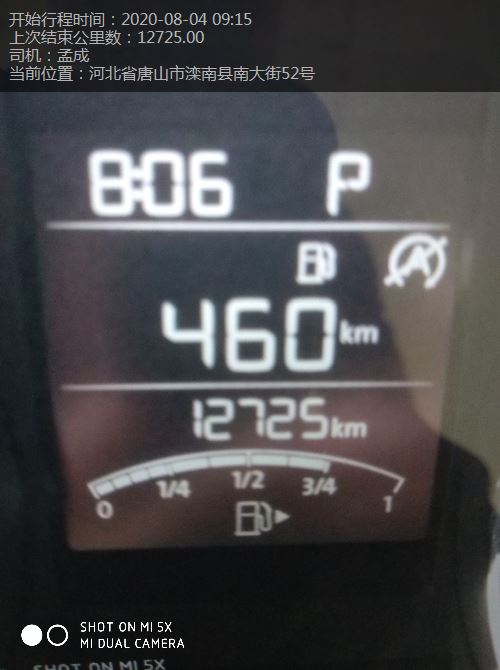 开始行程时间：2020-08-04 09:15
上次结束公里数：12725.00
司机：孟成
当前位置：河北省唐山市滦南县南大街52号
8:06 P
A
460 km
12725 km
0 1/4 1/2 3/4 1
SHOT ON MI 5X
MI DUAL CAMERA
SHOT ON MI 5X